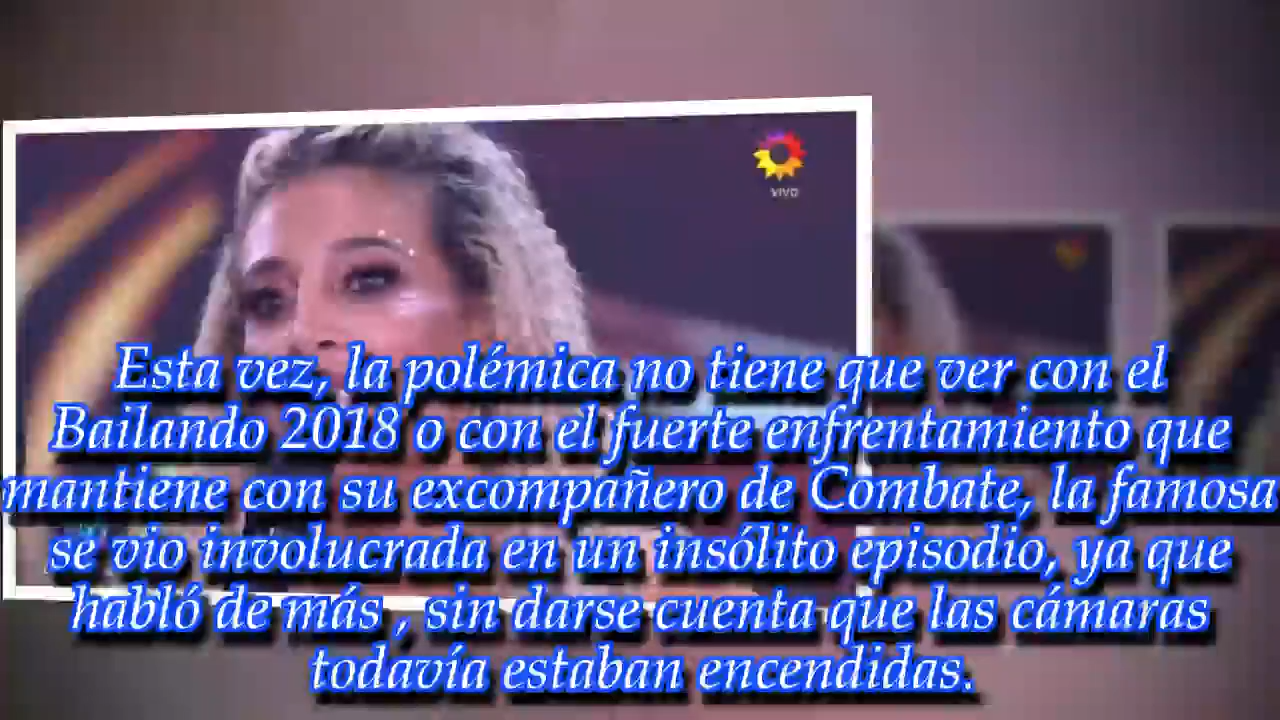 VIVO
Esta vez, la polémica no tiene que ver con el
Bailando 2018 o con el fuerte enfrentamiento que
mantiene con su excompañero de Combate, la famosa
se vio involucrada en un insólito episodio, ya que
habló de más , sin darse cuenta que las cámaras
todavía estaban encendidas.